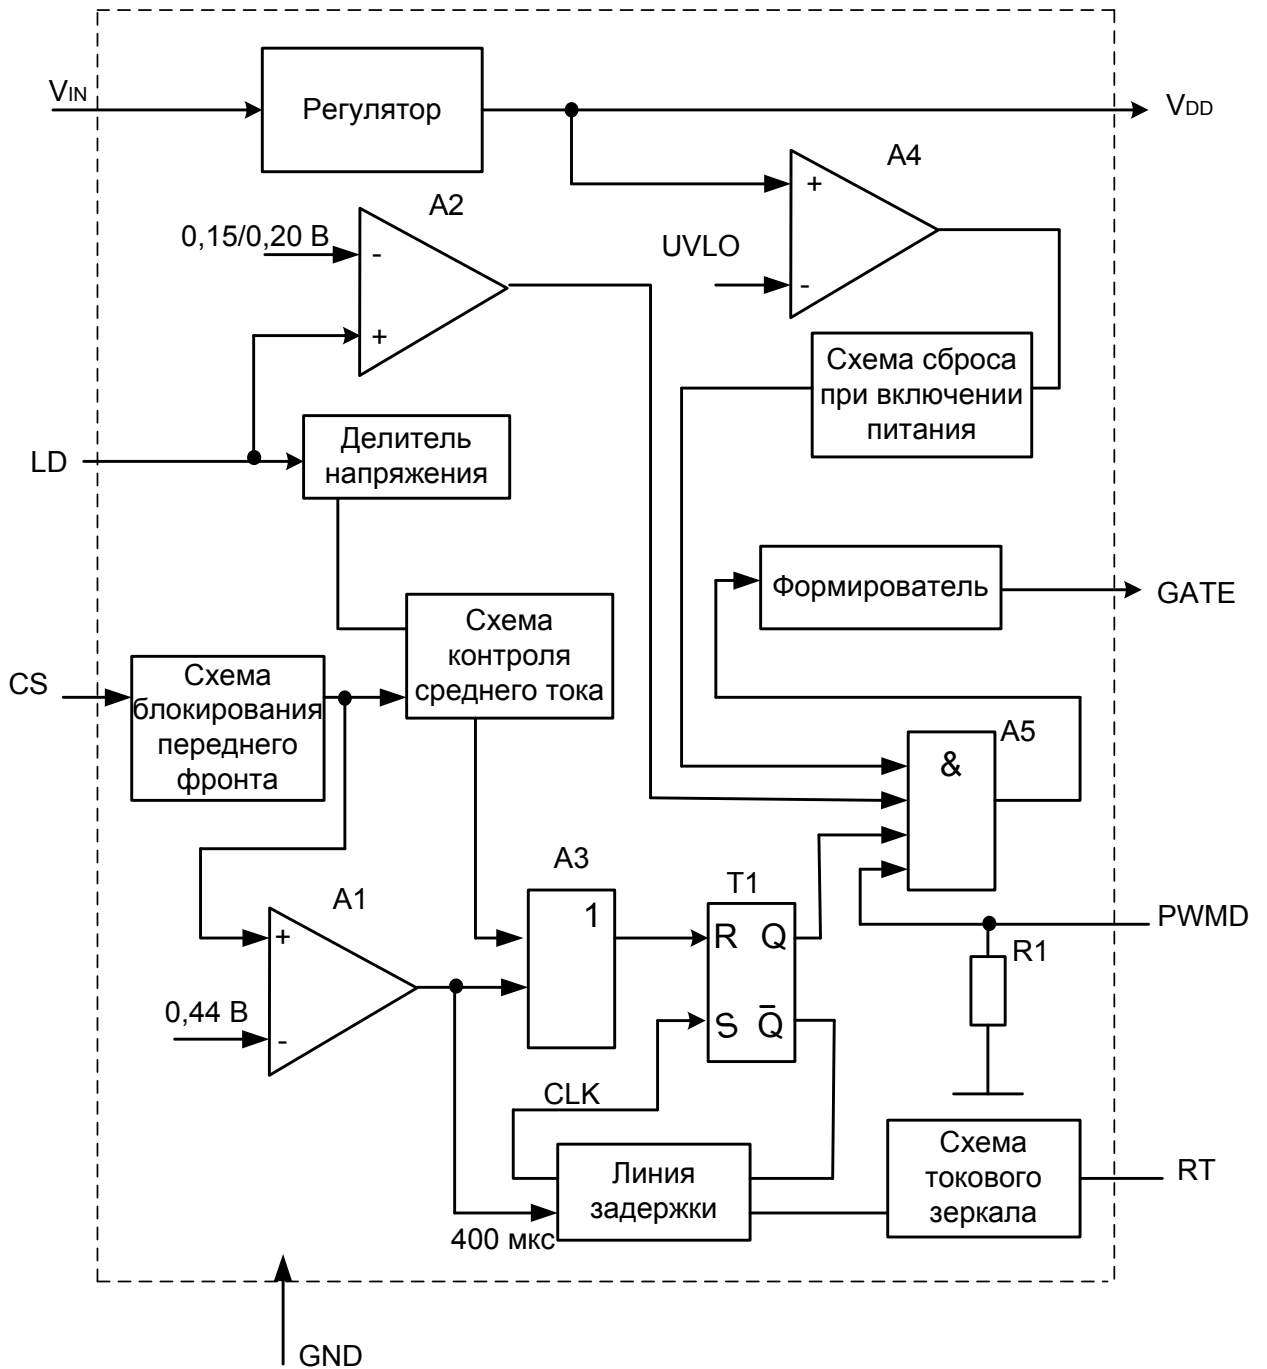 VIN
Регулятор
VDD
A4
+
-
UVLO
A2
0,15/0,20 В
-
+
Схема сброса
при включении
питания
LD
Делитель
напряжения
Формирователь
GATE
Схема
контроля
среднего тока
CS
Схема
блокирования
переднего
фронта
A5
&
A3
1
T1
R Q
S Q̅
A1
+
0,44 В
-
PWMD
R1
CLK
Линия
задержки
400 мкс
Схема
токового
зеркала
RT
GND